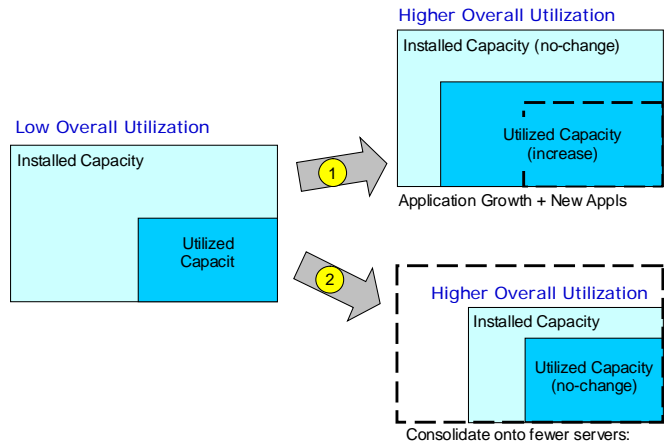 Low Overall Utilization
Installed Capacity
Utilized
Capacit
1
2
Higher Overall Utilization
Installed Capacity (no-change)
Utilized Capacity
(increase)
Application Growth + New Appls
Higher Overall Utilization
Installed Capacity
Utilized Capacity
(no-change)
Consolidate onto fewer servers: